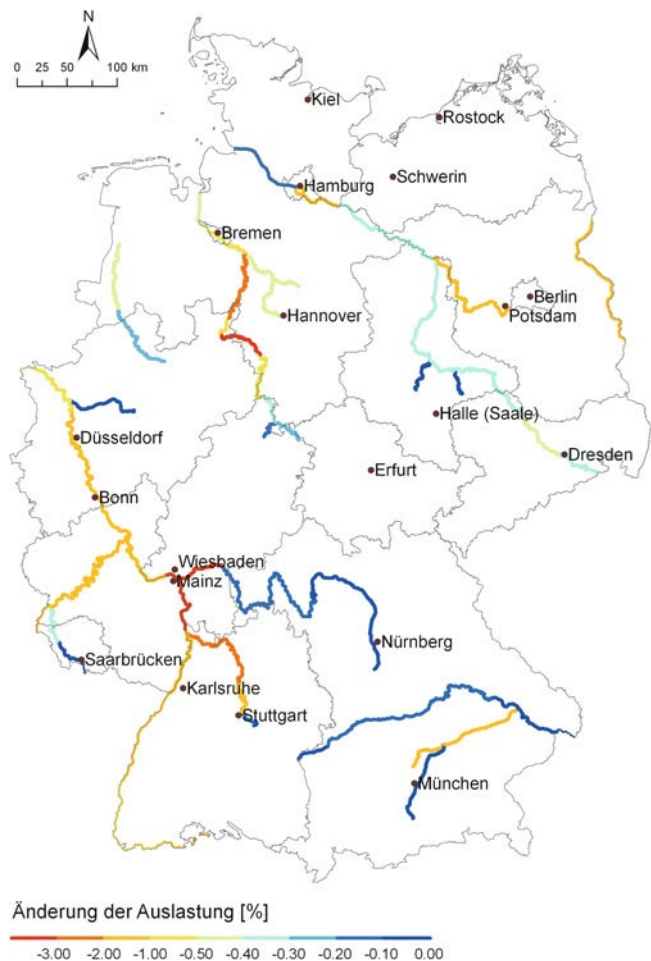 N
0 25 50 100 km
Kiel
Rostock
Schwerin
Hamburg
Bremen
Berlin
Potsdam
Hannover
Halle (Saale)
Düsseldorf
Dresden
Erfurt
Bonn
Wiesbaden
Mainz
Nürnberg
Saarbrücken
Karlsruhe
Stuttgart
München
Änderung der Auslastung [%]
-3.00 -2.00 -1.00 -0.50 -0.40 -0.30 -0.20 -0.10 0.00